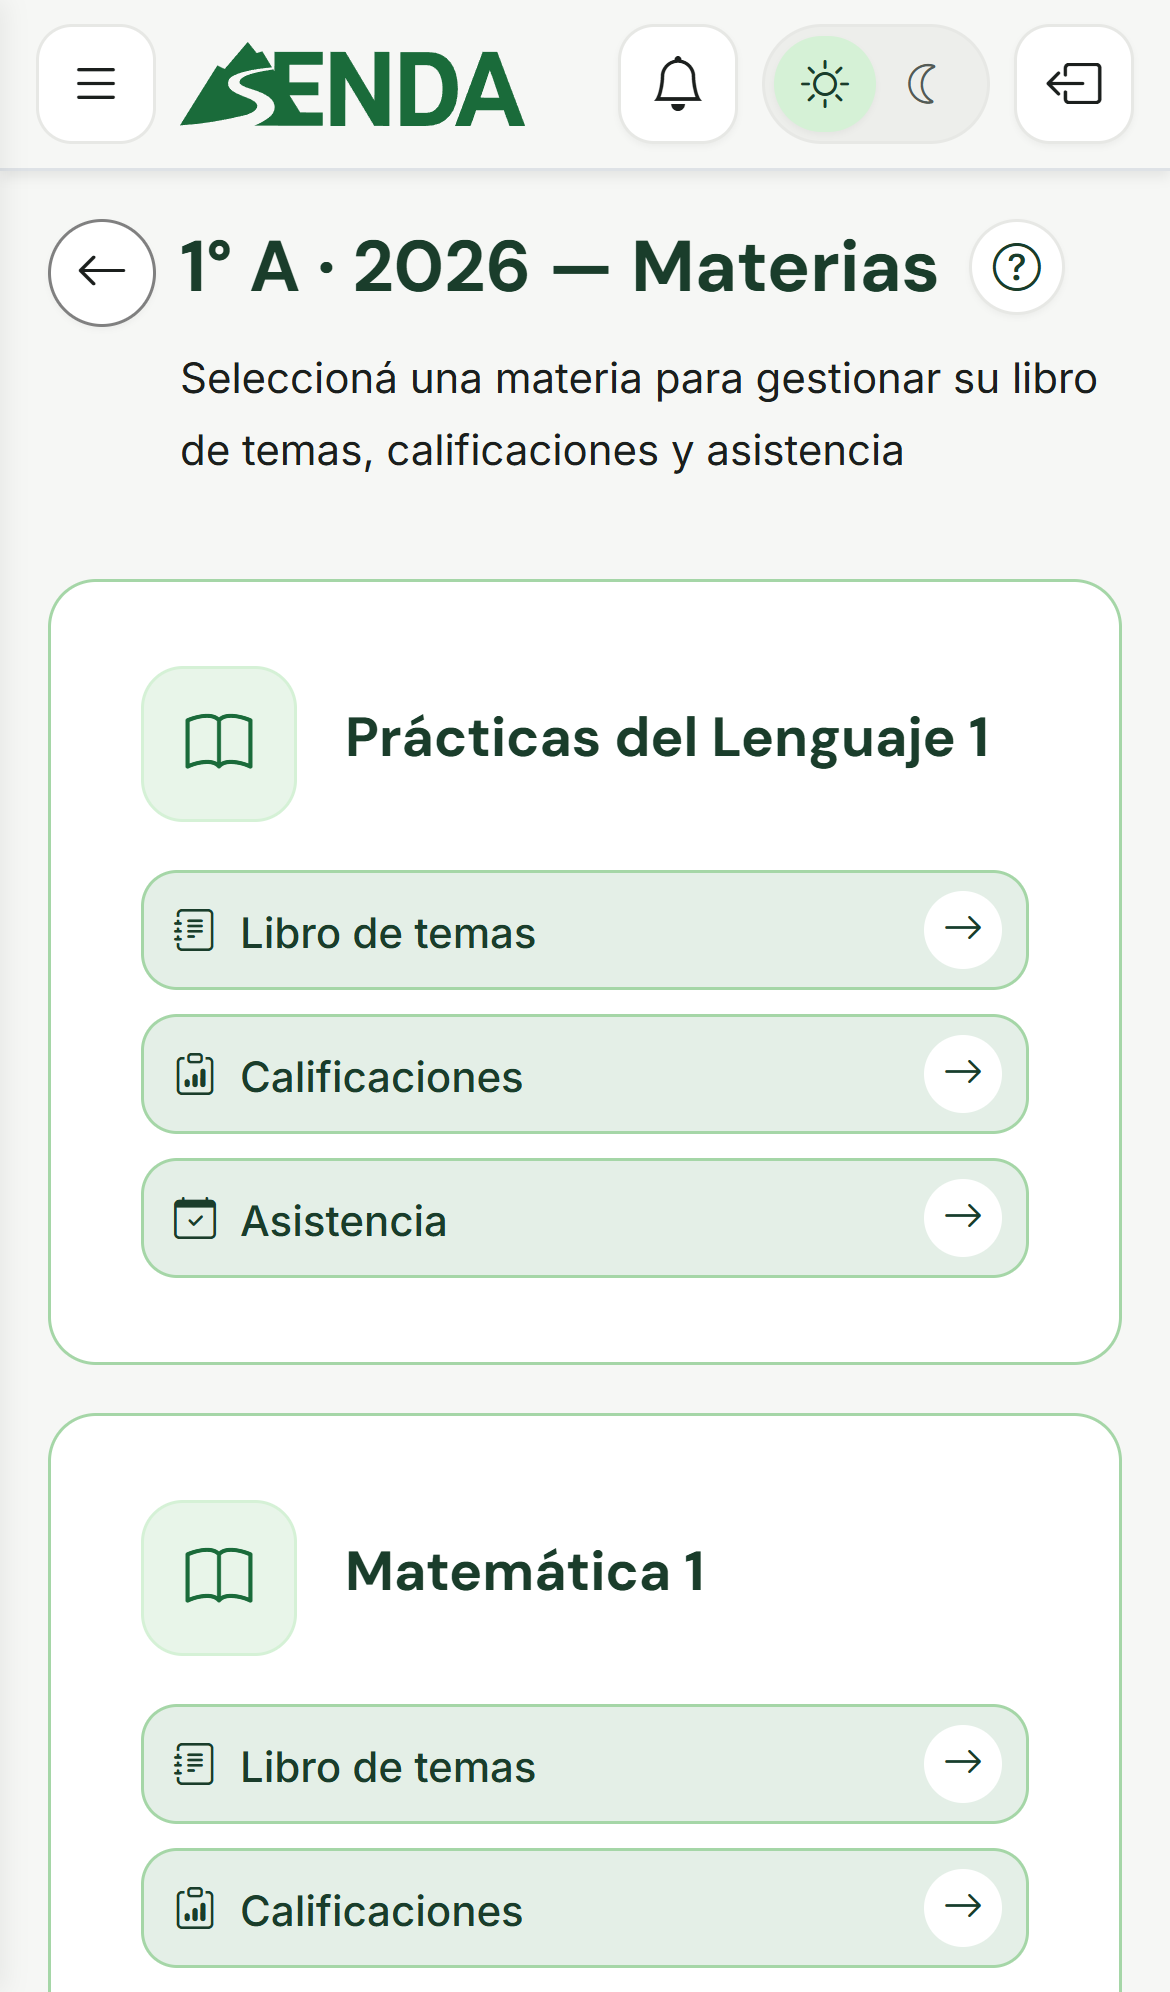 SENDA
1° A · 2026 — Materias
Seleccioná una materia para gestionar su libro
de temas, calificaciones y asistencia
Prácticas del Lenguaje 1
Libro de temas
Calificaciones
Asistencia
Matemática 1
Libro de temas
Calificaciones